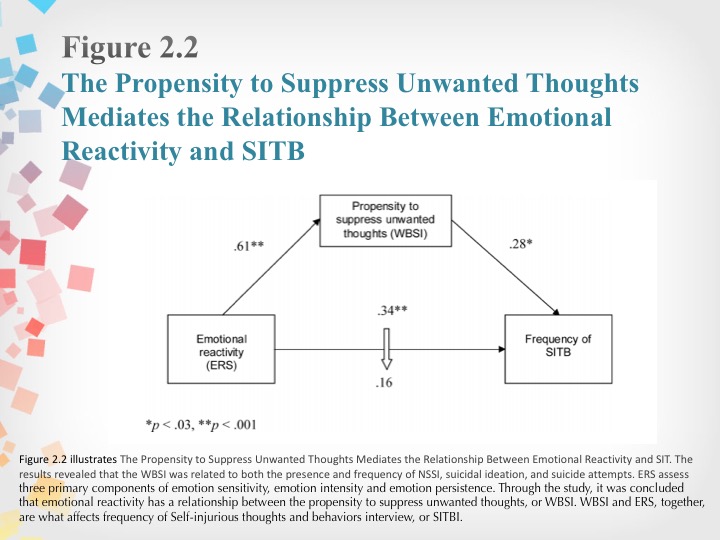 Figure 2.2
The Propensity to Suppress Unwanted Thoughts
Mediates the Relationship Between Emotional
Reactivity and SITB
Propensity to
suppress unwanted
thoughts (WBSI)
.61**
.28*
.34**
Emotional
reactivity
(ERS)
Frequency of
SITB
.16
*p < .03, **p < .001
Figure 2.2 illustrates The Propensity to Suppress Unwanted Thoughts Mediates the Relationship Between Emotional Reactivity and SIT. The
results revealed that the WBSI was related to both the presence and frequency of NSSI, suicidal ideation, and suicide attempts. ERS assess
three primary components of emotion sensitivity, emotion intensity and emotion persistence. Through the study, it was concluded
that emotional reactivity has a relationship between the propensity to suppress unwanted thoughts, or WBSI. WBSI and ERS, together,
are what affects frequency of Self-injurious thoughts and behaviors interview, or SITBI.